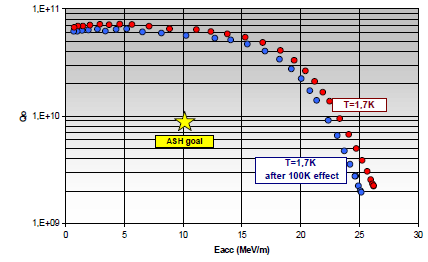 1,E+11
Qo
1,E+10
T=1,7K
ASH goal
T=1,7K
after 100K effect
1,E+09
0 5 10 15 20 25 30
Eacc (MeV/m)